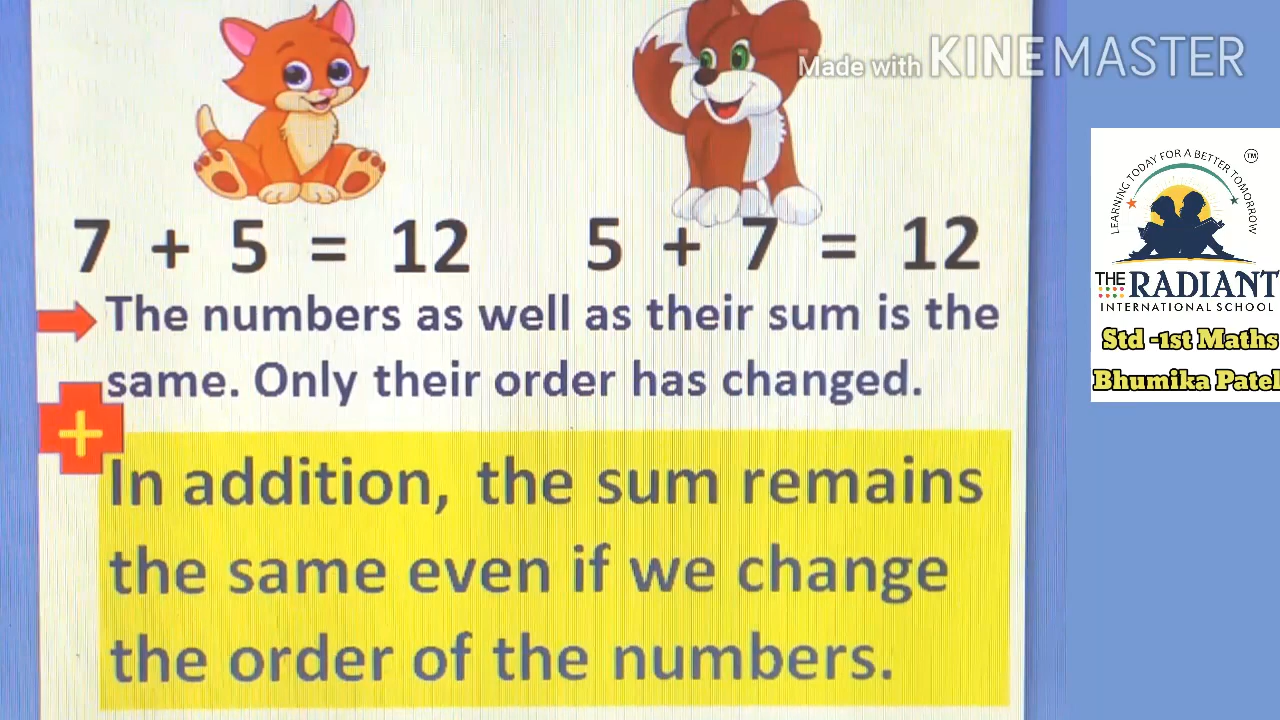 Made with KINEMASTER
7 + 5 = 12 5 + 7 = 12
The numbers as well as their sum is the
same. Only their order has changed.
+
In addition, the sum remains
the same even if we change
the order of the numbers.
LEARNING TODAY FOR A BETTER TOMORROW
TM
THE RADIANT
INTERNATIONAL SCHOOL
Std -1st Maths
Bhumika Patel